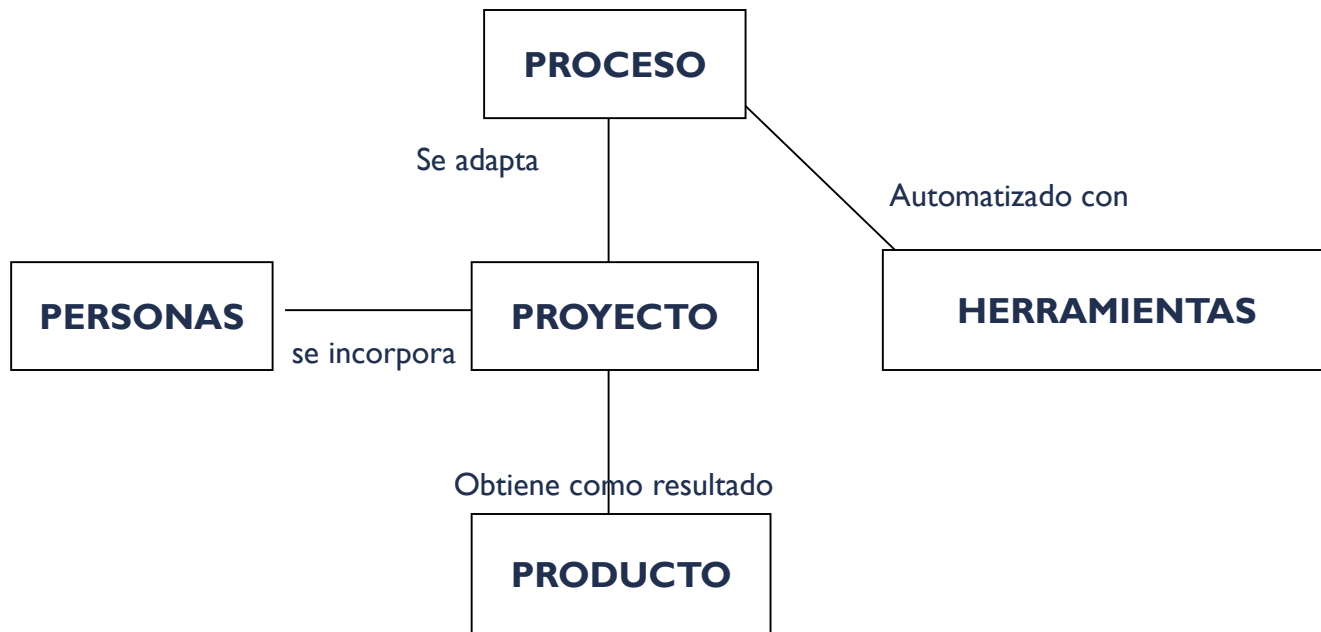 PROCESO
Se adapta
Automatizado con
PERSONAS
PROYECTO
HERRAMIENTAS
se incorpora
Obtiene como resultado
PRODUCTO